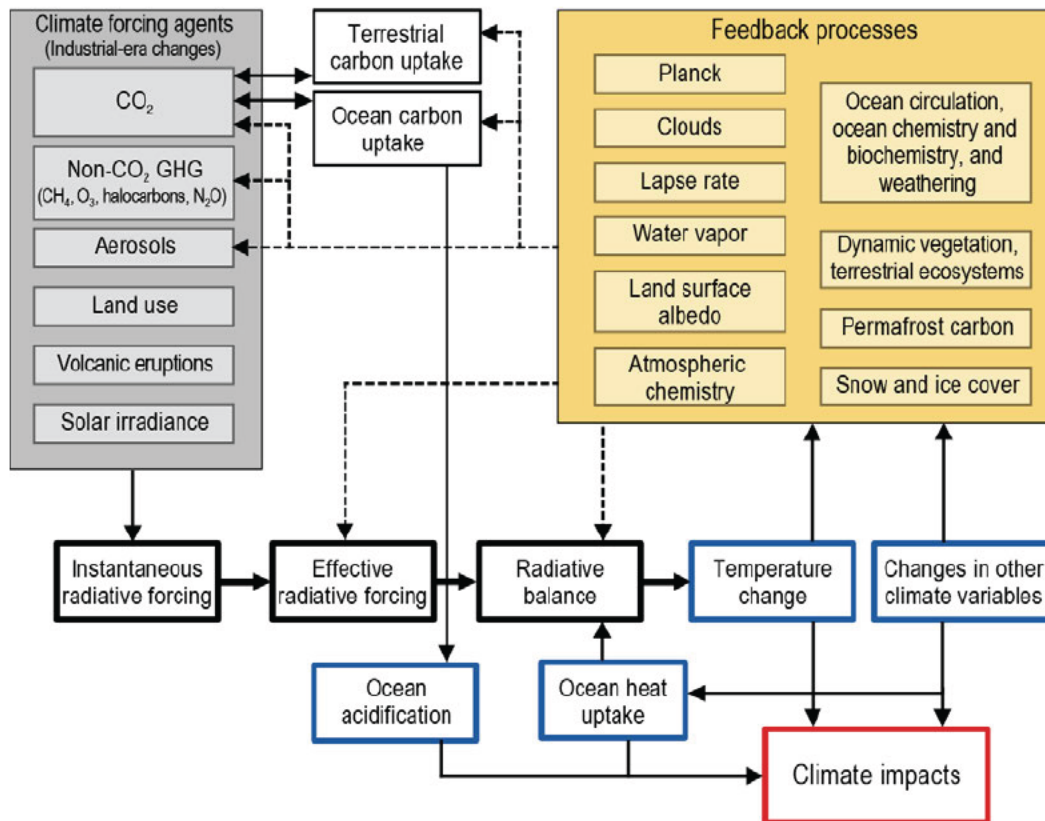 Climate forcing agents
(Industrial-era changes)
CO₂
Non-CO₂ GHG
(CH₄, O₃, halocarbons, N₂O)
Aerosols
Land use
Volcanic eruptions
Solar irradiance
Terrestrial
carbon uptake
Ocean carbon
uptake
Feedback processes
Planck
Clouds
Lapse rate
Water vapor
Land surface
albedo
Atmospheric
chemistry
Ocean circulation,
ocean chemistry and
biochemistry, and
weathering
Dynamic vegetation,
terrestrial ecosystems
Permafrost carbon
Snow and ice cover
Instantaneous
radiative forcing
Effective
radiative forcing
Radiative
balance
Temperature
change
Changes in other
climate variables
Ocean
acidification
Ocean heat
uptake
Climate impacts